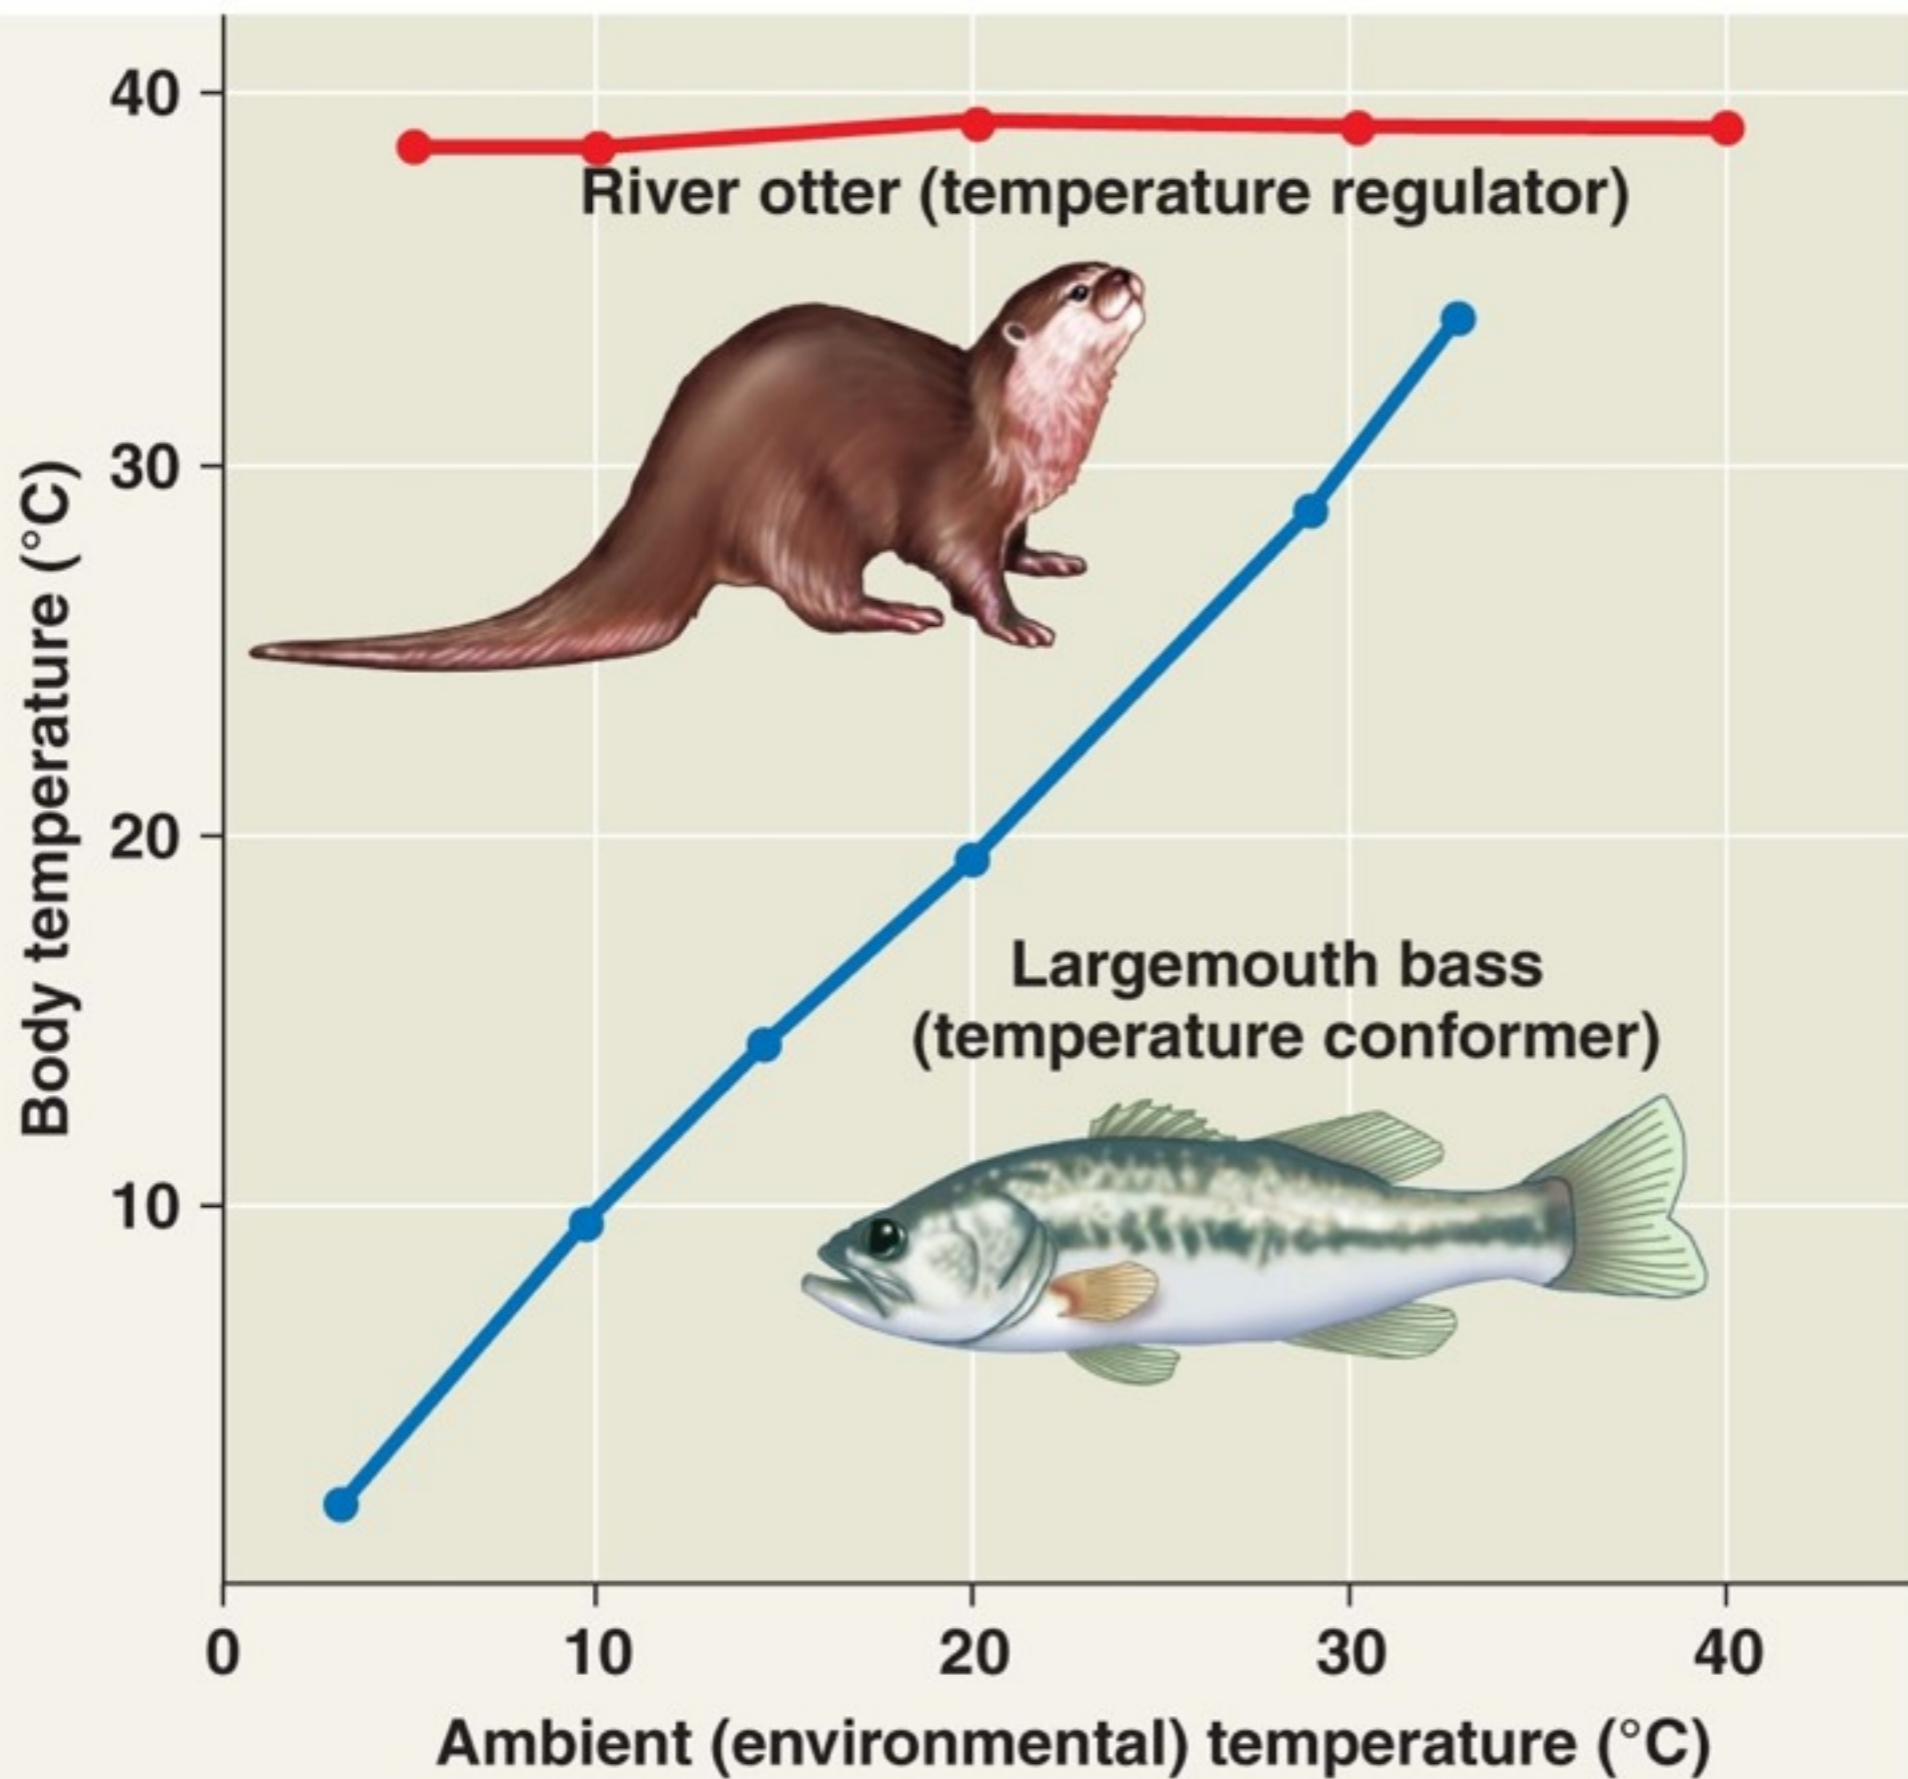 40
30
20
10
Body temperature (°C)
River otter (temperature regulator)
Largemouth bass
(temperature conformer)
0 10 20 30 40
Ambient (environmental) temperature (°C)